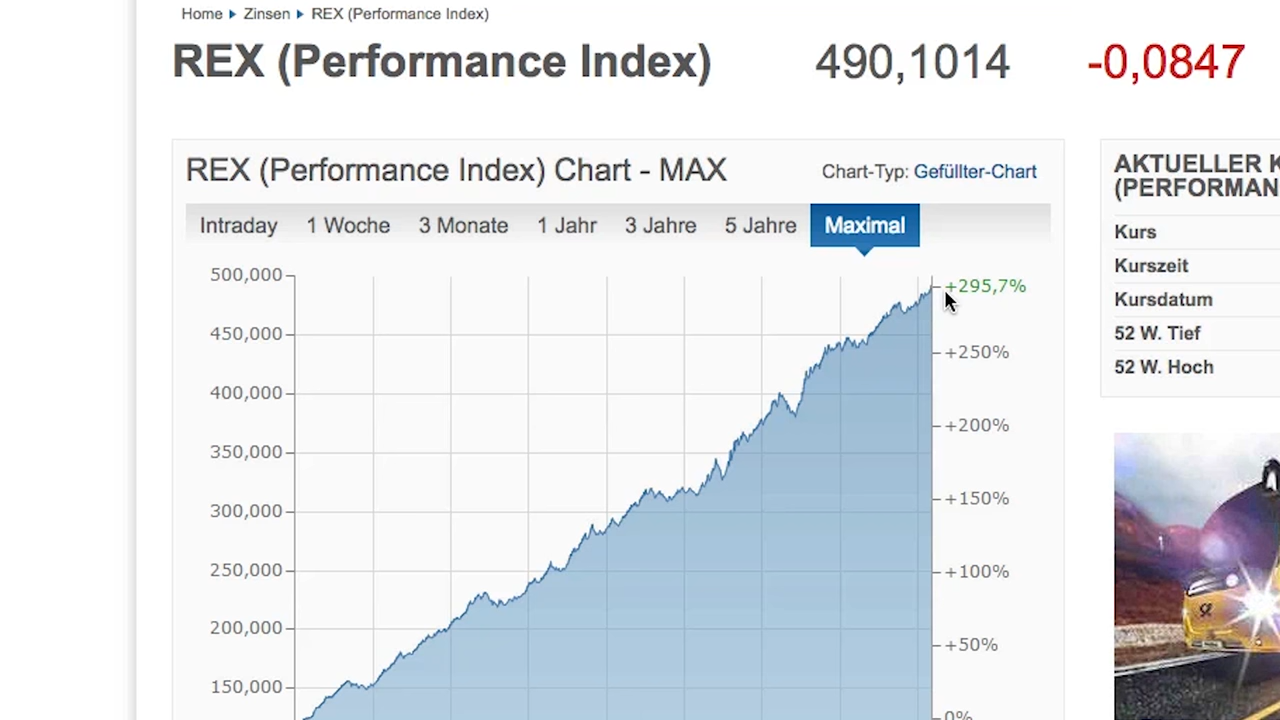 Home Zinsen REX (Performance Index)
REX (Performance Index) 490,1014 -0,0847
REX (Performance Index) Chart - MAX Chart-Typ: Gefüllter-Chart
Intraday 1 Woche 3 Monate 1 Jahr 3 Jahre 5 Jahre Maximal
500,000
450,000
400,000
350,000
300,000
250,000
200,000
150,000
+295,7%
+250%
+200%
+150%
+100%
+50%
0%
AKTUELLER K
(PERFORMAN
Kurs
Kurszeit
Kursdatum
52 W. Tief
52 W. Hoch